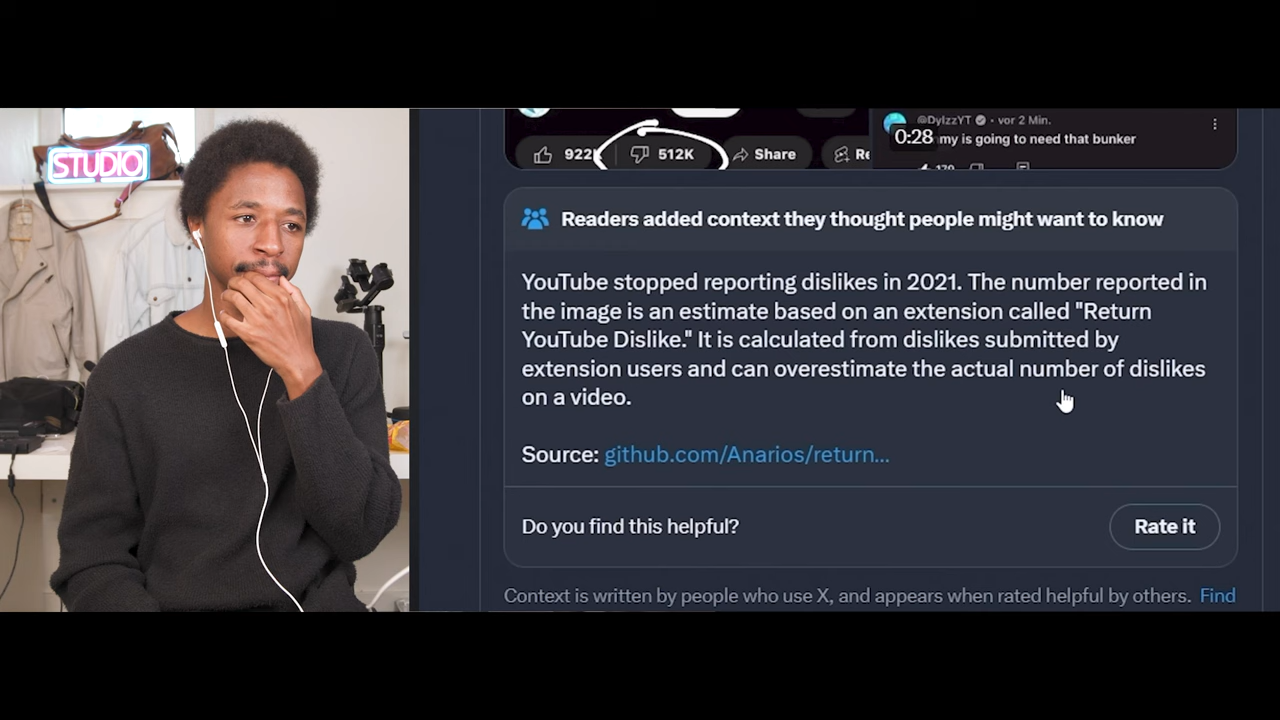 STUDIO
922
512K
Share
Re
@DylzzYT • vor 2 Min.
0:28
my is going to need that bunker
Readers added context they thought people might want to know
YouTube stopped reporting dislikes in 2021. The number reported in
the image is an estimate based on an extension called "Return
YouTube Dislike." It is calculated from dislikes submitted by
extension users and can overestimate the actual number of dislikes
on a video.
Source: github.com/Anarios/return...
Do you find this helpful?
Rate it
Context is written by people who use X, and appears when rated helpful by others. Find